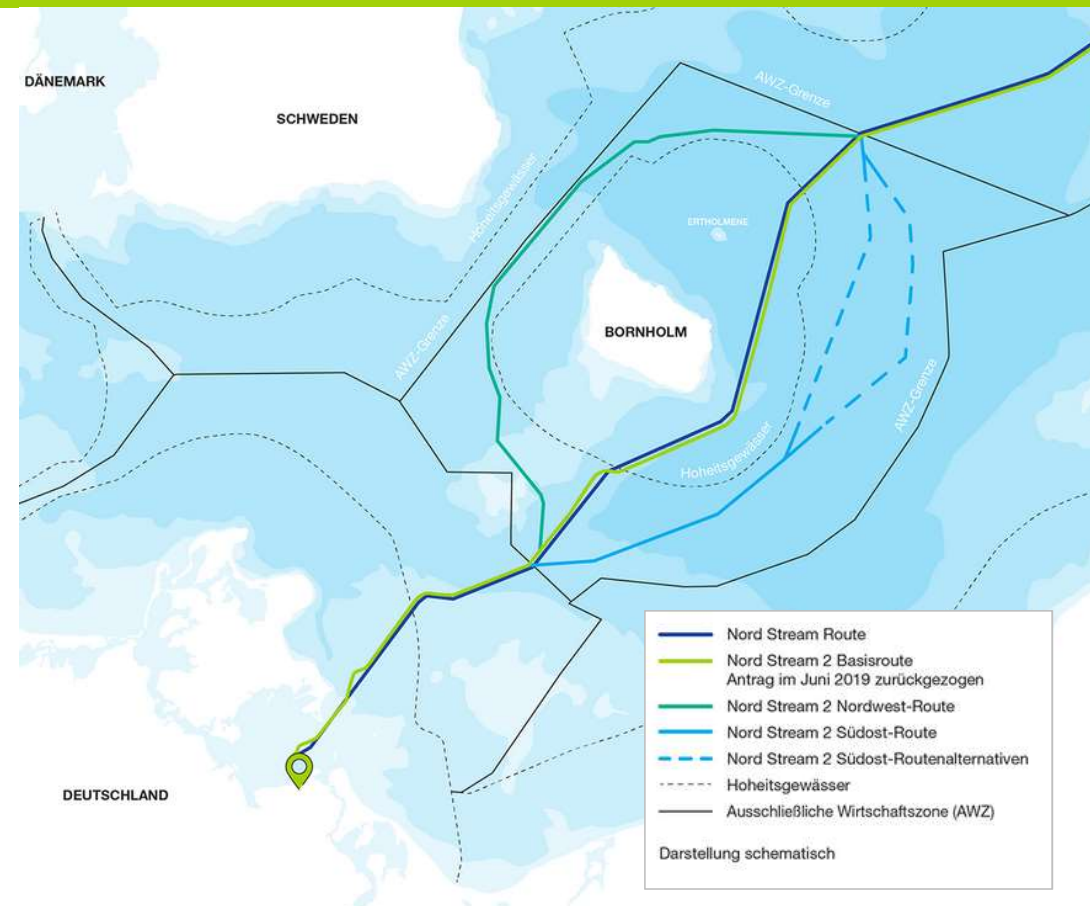 DÄNEMARK
SCHWEDEN
AWZ-Grenze
Hoheitsgewässer
ERTHOLMENE
BORNHOLM
AWZ-Grenze
AWZ-Grenze
Hoheitsgewässer
DEUTSCHLAND
Nord Stream Route
Nord Stream 2 Basisroute
Antrag im Juni 2019 zurückgezogen
Nord Stream 2 Nordwest-Route
Nord Stream 2 Südost-Route
Nord Stream 2 Südost-Routenalternativen
Hoheitsgewässer
Ausschließliche Wirtschaftszone (AWZ)
Darstellung schematisch